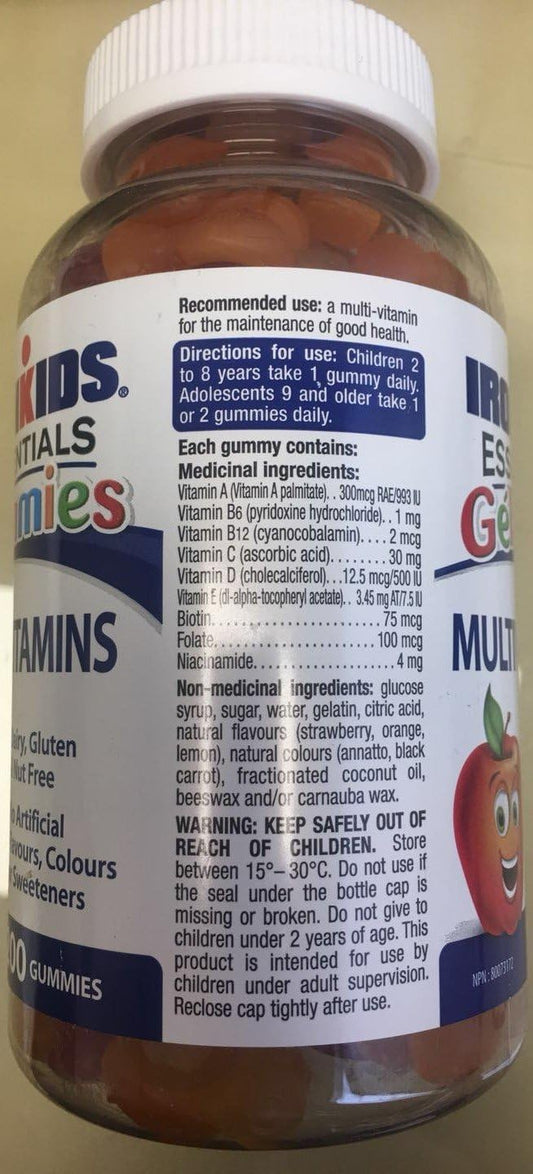 KIDS®
NTIALS
mies
TAMINS
Gluten
Nut Free
Artificial
Colours
Sweeteners
00 GUMMIES
Recommended use: a multi-vitamin
for the maintenance of good health.
Directions for use: Children 2
to 8 years take 1 gummy daily.
Adolescents 9 and older take 1
or 2 gummies daily.
Each gummy contains:
Medicinal ingredients:
Vitamin A (Vitamin A palmitate). . 300mcg RAE/993 IU
Vitamin B6 (pyridoxine hydrochloride). . 1 mg
Vitamin B12 (cyanocobalamin). . . . 2 mcg
Vitamin C (ascorbic acid). . . . . . . . 30 mg
Vitamin D (cholecalciferol). . .12.5 mcg/500 IU
Vitamin E (dl-alpha-tocopheryl acetate). . 3.45 mg AT/7.5 IU
Biotin. . . . . . . . . . . . . . . . . . . . . . 75 mcg
Folate. . . . . . . . . . . . . . . . . . . . . 100 mcg
Niacinamide. . . . . . . . . . . . . . . . . . 4 mg
Non-medicinal ingredients: glucose
syrup, sugar, water, gelatin, citric acid,
natural flavours (strawberry, orange,
lemon), natural colours (annatto, black
carrot), fractionated coconut oil,
beeswax and/or carnauba wax.
WARNING: KEEP SAFELY OUT OF
REACH OF CHILDREN. Store
between 15°– 30°C. Do not use if
the seal under the bottle cap is
missing or broken. Do not give to
children under 2 years of age. This
product is intended for use by
children under adult supervision.
Reclose cap tightly after use.
IRO
ESS
Gé
MULTI
NPN : 80073172